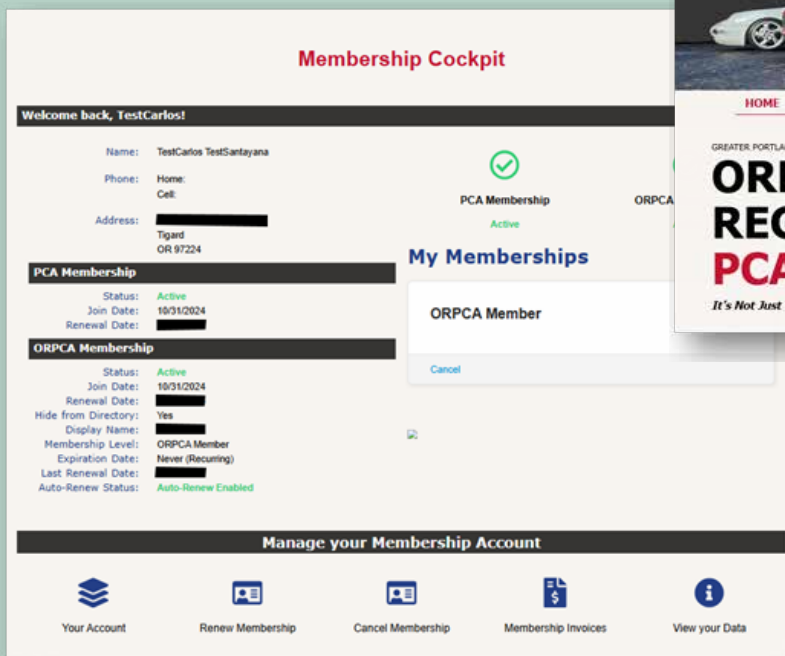 Membership Cockpit
Welcome back, TestCarlos!
Name: TestCarlos TestSantayana
Phone: Home:
Cell:
Address:
Tigard
OR 97224
PCA Membership
Status: Active
Join Date: 10/31/2024
Renewal Date:
ORPCA Membership
Status: Active
Join Date: 10/31/2024
Renewal Date:
Hide from Directory: Yes
Display Name:
Membership Level: ORPCA Member
Expiration Date: Never (Recurring)
Last Renewal Date:
Auto-Renew Status: Auto-Renew Enabled
PCA Membership
Active
ORPCA
My Memberships
ORPCA Member
Cancel
HOME
GREATER PORTLA
PCA
It's Not Just
Manage your Membership Account
Your Account
Renew Membership
Cancel Membership
Membership Invoices
View your Data